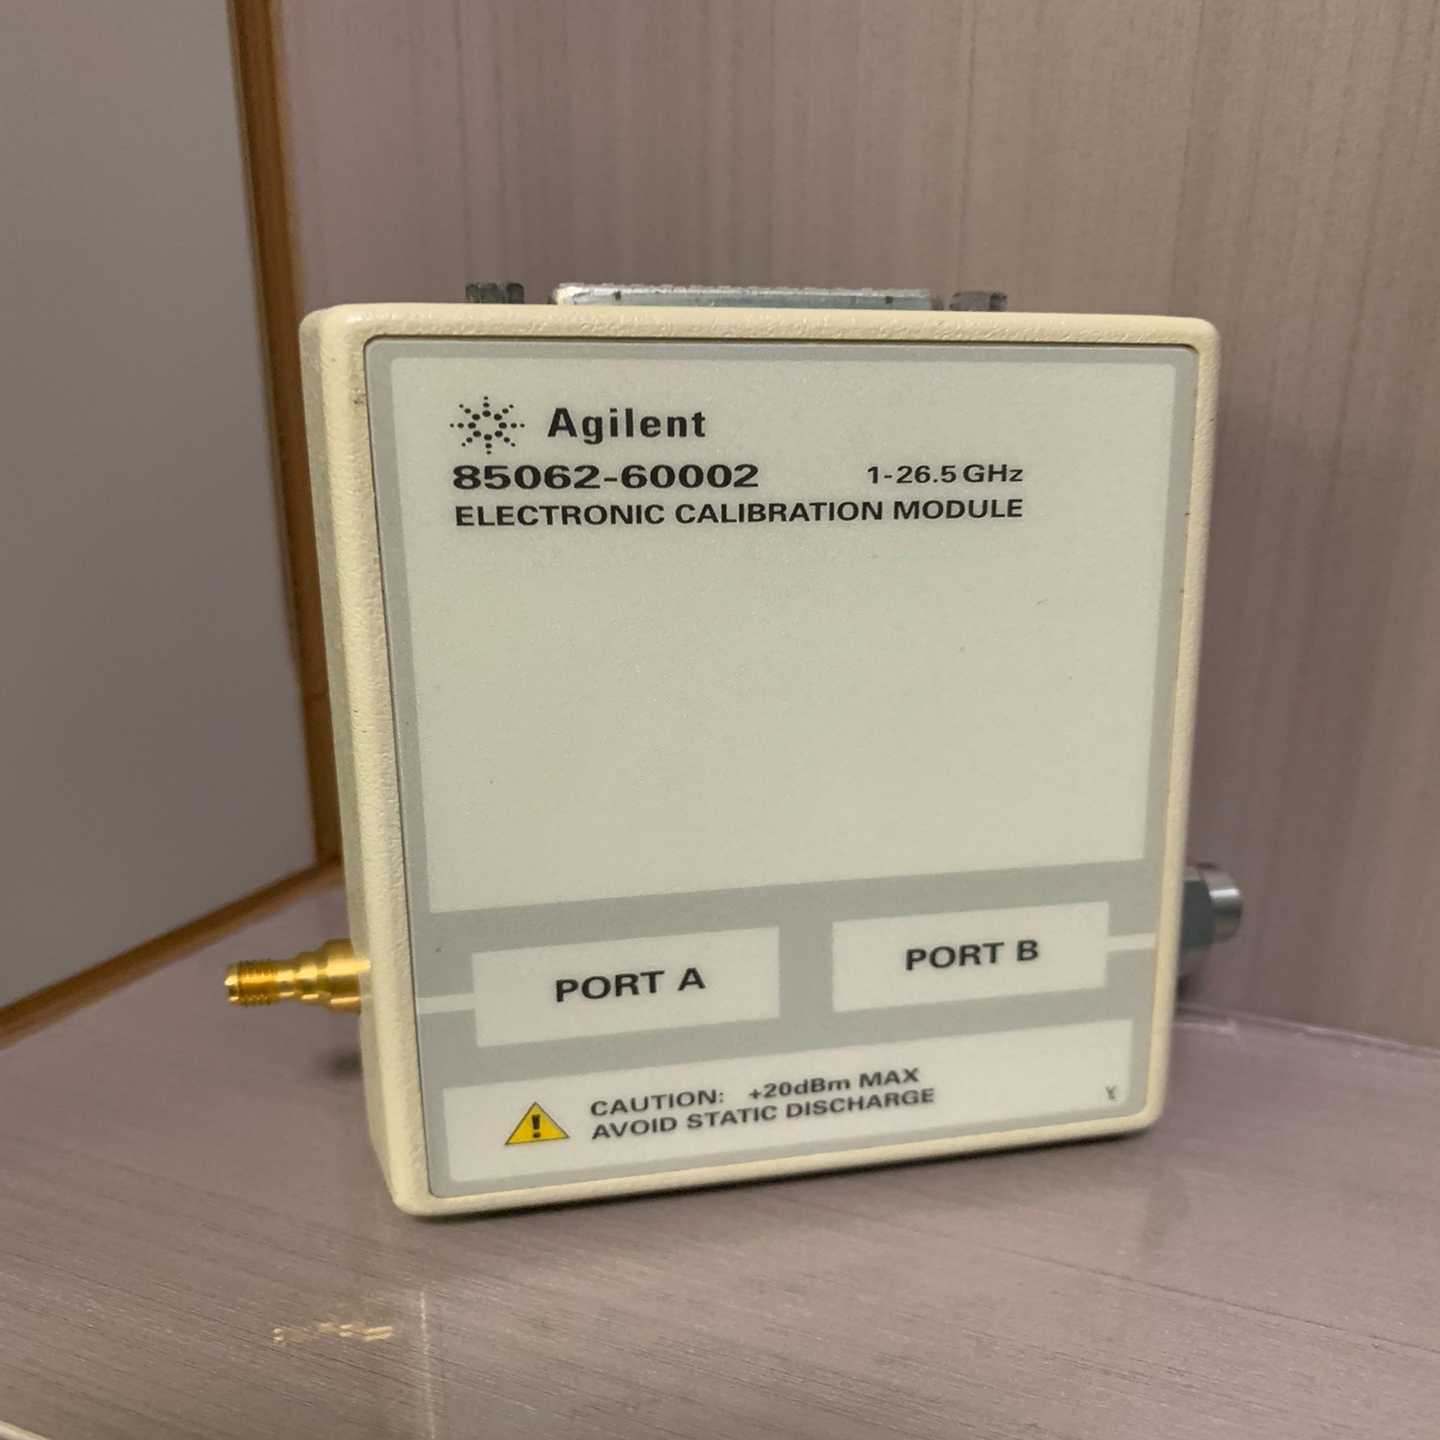 Agilent
85062-60002 1-26.5 GHz
ELECTRONIC CALIBRATION MODULE
PORT A PORT B
CAUTION: +20dBm MAX
AVOID STATIC DISCHARGE